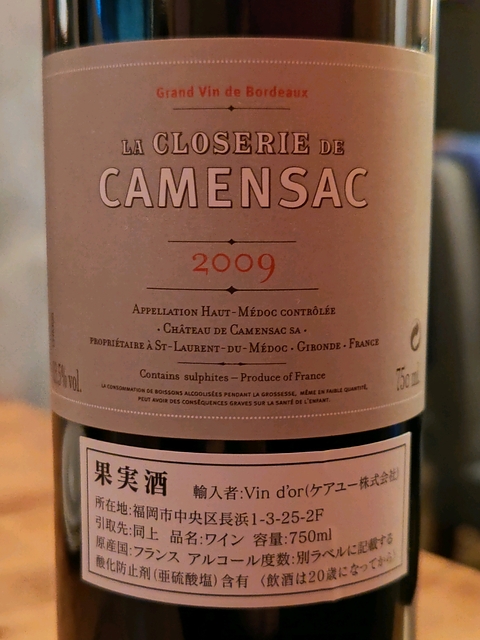 Grand Vin de Bordeaux
LA CLOSERIE DE
CAMENSAC
2009
APPELLATION HAUT-MÉDOC CONTRÔLÉE
· CHÂTEAU DE CAMENSAC SA ·
PROPRIÉTAIRE À ST-LAURENT-DU-MÉDOC · GIRONDE · FRANCE
Contains sulphites – Produce of France
vol.
LA CONSOMMATION DE BOISSONS ALCOOLISÉES PENDANT LA GROSSESSE, MÊME EN FAIBLE QUANTITÉ,
PEUT AVOIR DES CONSÉQUENCES GRAVES SUR LA SANTÉ DE L'ENFANT.
果実酒 輸入者:Vin d'or(ケアユー株式会社)
所在地:福岡市中央区長浜1-3-25-2F
引取先:同上 品名:ワイン 容量:750ml
原産国:フランス アルコール度数:別ラベルに記載する
酸化防止剤(亜硫酸塩)含有 (飲酒は20歳になってから)